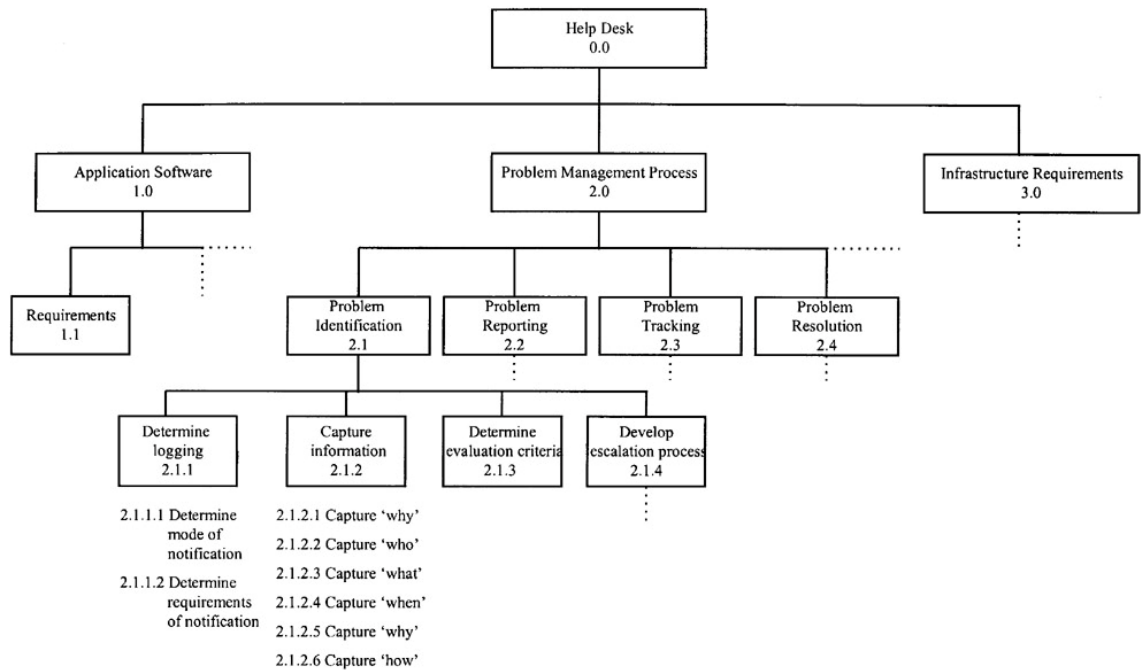 Help Desk
0.0
Application Software
1.0
Problem Management Process
2.0
Infrastructure Requirements
3.0
Requirements
1.1
Problem
Identification
2.1
Problem
Reporting
2.2
Problem
Tracking
2.3
Problem
Resolution
2.4
Determine
logging
2.1.1
Capture
information
2.1.2
Determine
evaluation criteria
2.1.3
Develop
escalation process
2.1.4
2.1.1.1 Determine
mode of
notification
2.1.1.2 Determine
requirements
of notification
2.1.2.1 Capture ‘why’
2.1.2.2 Capture ‘who’
2.1.2.3 Capture ‘what’
2.1.2.4 Capture ‘when’
2.1.2.5 Capture ‘why’
2.1.2.6 Capture ‘how’